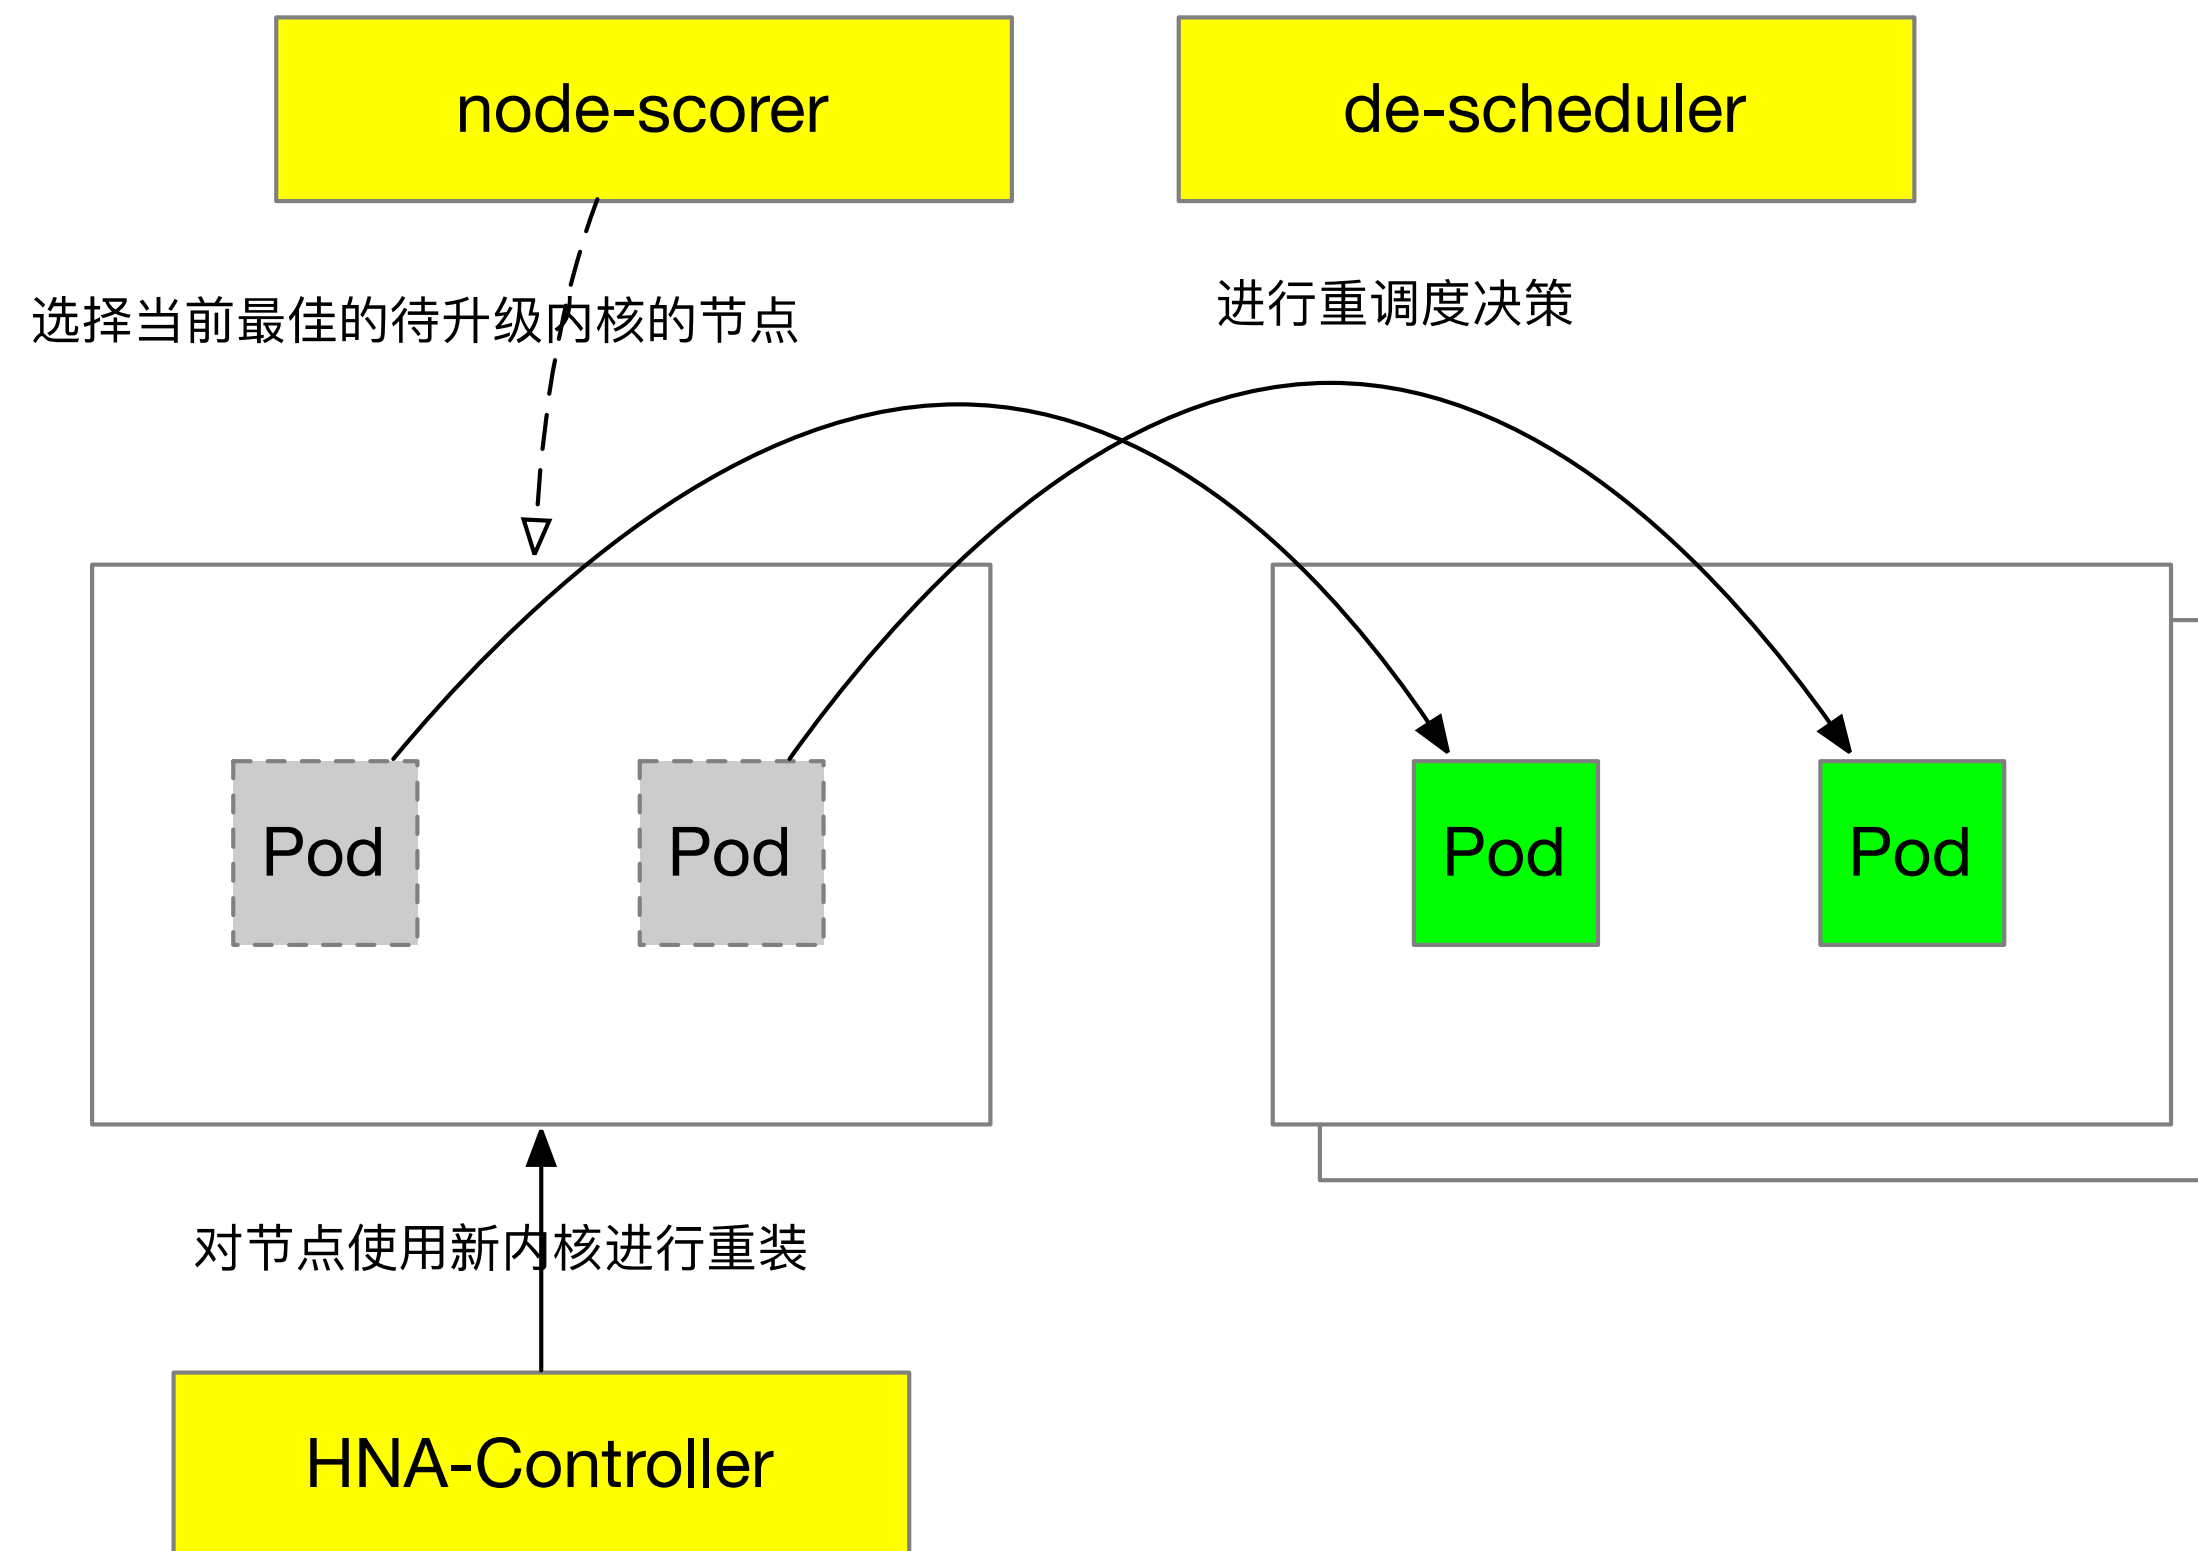 node-scorer
de-scheduler
选择当前最佳的待升级内核的节点
进行重调度决策
Pod
Pod
Pod
Pod
对节点使用新内核进行重装
HNA-Controller